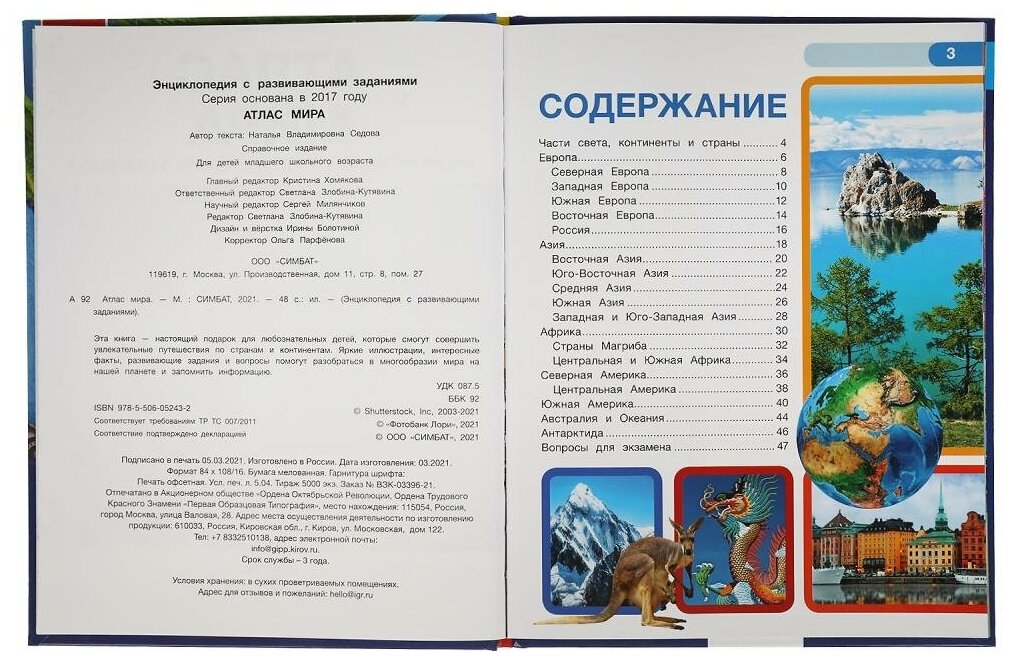 Энциклопедия с развивающими заданиями
Серия основана в 2017 году
АТЛАС МИРА
Автор текста: Наталья Владимировна Седова
Справочное издание
Для детей младшего школьного возраста
Главный редактор Кристина Хомякова
Ответственный редактор Светлана Злобина-Кутявина
Научный редактор Сергей Милянчиков
Редактор Светлана Злобина-Кутявина
Дизайн и вёрстка Ирины Болотиной
Корректор Ольга Парфёнова
ООО «СИМБАТ»
119619, г. Москва, ул. Производственная, дом 11, стр. 8, пом. 27
А 92 Атлас мира. — М. : СИМБАТ, 2021. — 48 с.: ил. — (Энциклопедия с развивающими
заданиями).
Эта книга — настоящий подарок для любознательных детей, которые смогут совершить
увлекательные путешествия по странам и континентам. Яркие иллюстрации, интересные
факты, развивающие задания и вопросы помогут разобраться в многообразии мира на
нашей планете и запомнить информацию.
УДК 087.5
ББК 92
ISBN 978-5-506-05243-2
Соответствует требованиям ТР ТС 007/2011
Соответствие подтверждено декларацией
© Shutterstock, Inc, 2003-2021
© «Фотобанк Лори», 2021
© ООО «СИМБАТ», 2021
Подписано в печать 05.03.2021. Изготовлено в России. Дата изготовления: 03.2021.
Формат 84 x 108/16. Бумага мелованная. Гарнитура шрифта:
Печать офсетная. Усл. печ. л. 5.04. Тираж 5000 экз. Заказ № ВЗК-03396-21.
Отпечатано в Акционерном обществе «Ордена Октябрьской Революции, Ордена Трудового
Красного Знамени «Первая Образцовая Типография», место нахождения: 115054, Россия,
город Москва, улица Валовая, 28. Адрес места осуществления деятельности по изготовлению
продукции: 610033, Россия, Кировская обл., г. Киров, ул. Московская, дом 122.
Тел: +7 8332510138, адрес электронной почты:
info@gipp.kirov.ru.
Срок службы – 3 года.
Условия хранения: в сухих проветриваемых помещениях.
Адрес для отзывов и пожеланий: hello@igr.ru
3
СОДЕРЖАНИЕ
Части света, континенты и страны .......... 4
Европа.......... 6
Северная Европа .......... 8
Западная Европа .......... 10
Южная Европа .......... 12
Восточная Европа.......... 14
Россия.......... 16
Азия.......... 18
Восточная Азия.......... 20
Юго-Восточная Азия .......... 22
Средняя Азия .......... 24
Южная Азия .......... 26
Западная и Юго-Западная Азия .......... 28
Африка.......... 30
Страны Магриба .......... 32
Центральная и Южная Африка.......... 34
Северная Америка.......... 36
Центральная Америка .......... 38
Южная Америка.......... 40
Австралия и Океания .......... 44
Антарктида .......... 46
Вопросы для экзамена .......... 47